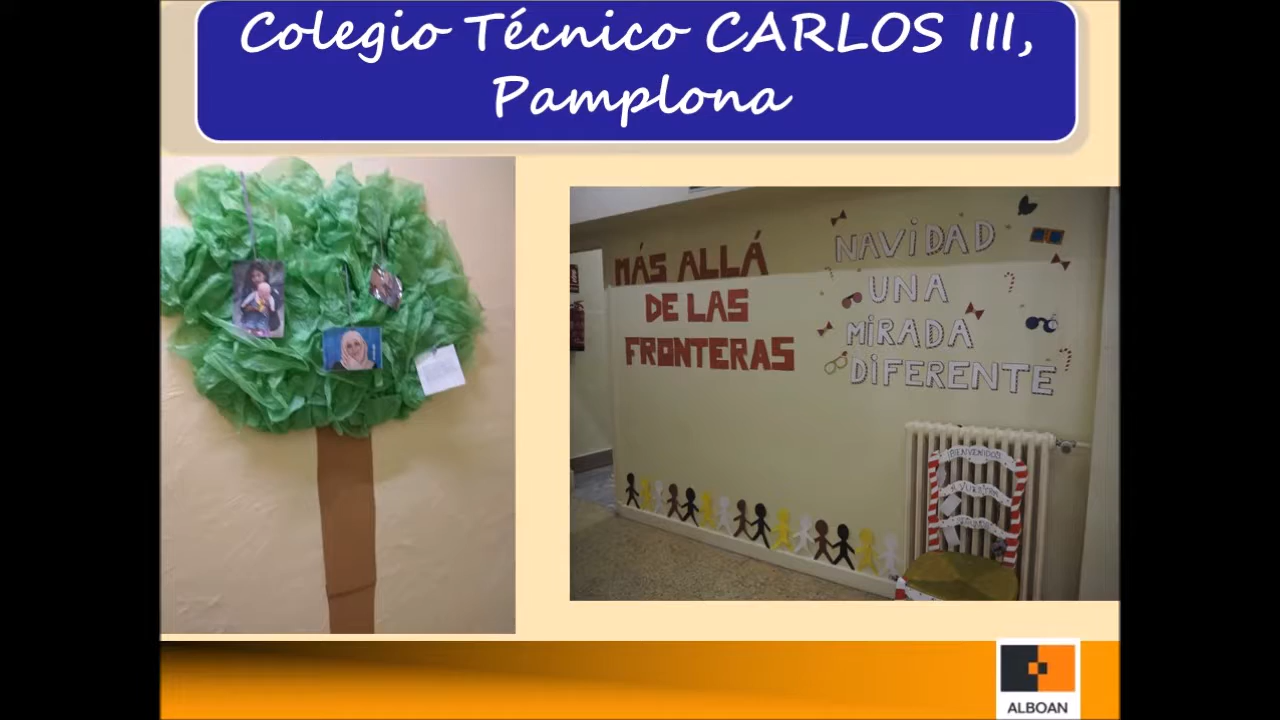 Colegio Técnico CARLOS III,
Pamplona
MÁS ALLÁ
DE LAS
FRONTERAS
NAViDAD
UNA
MiRADA
DiFERENTE
¡BIENVENIDOS!
ALBOAN